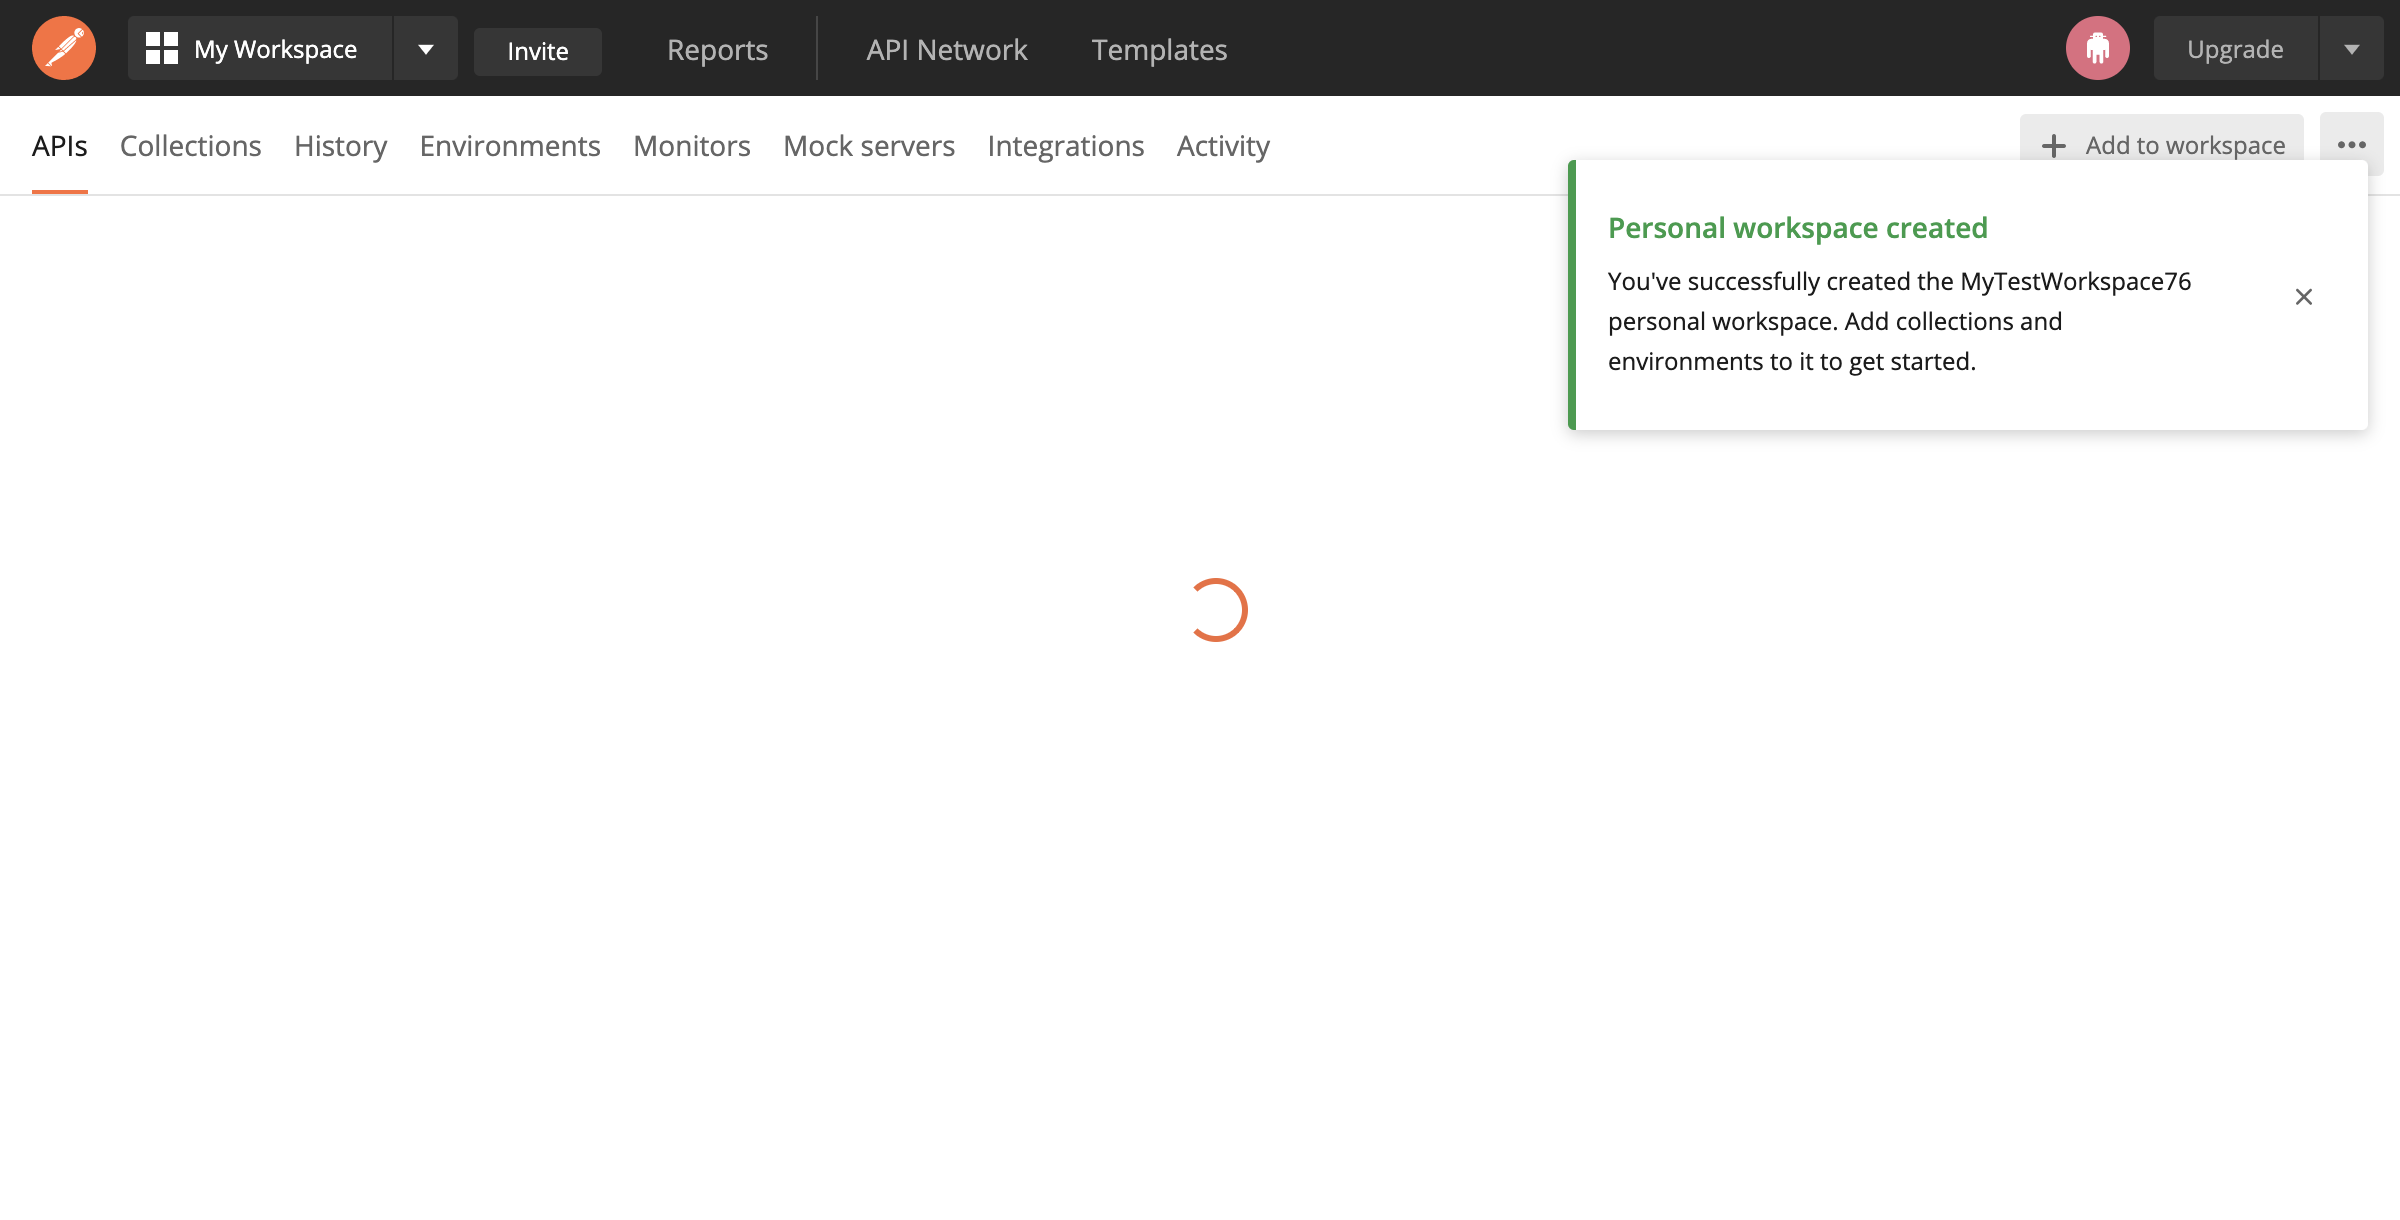 My Workspace
Invite
Reports
API Network
Templates
Upgrade
APIs
Collections
History
Environments
Monitors
Mock servers
Integrations
Activity
Add to workspace
Personal workspace created
You've successfully created the MyTestWorkspace76
personal workspace. Add collections and
environments to it to get started.